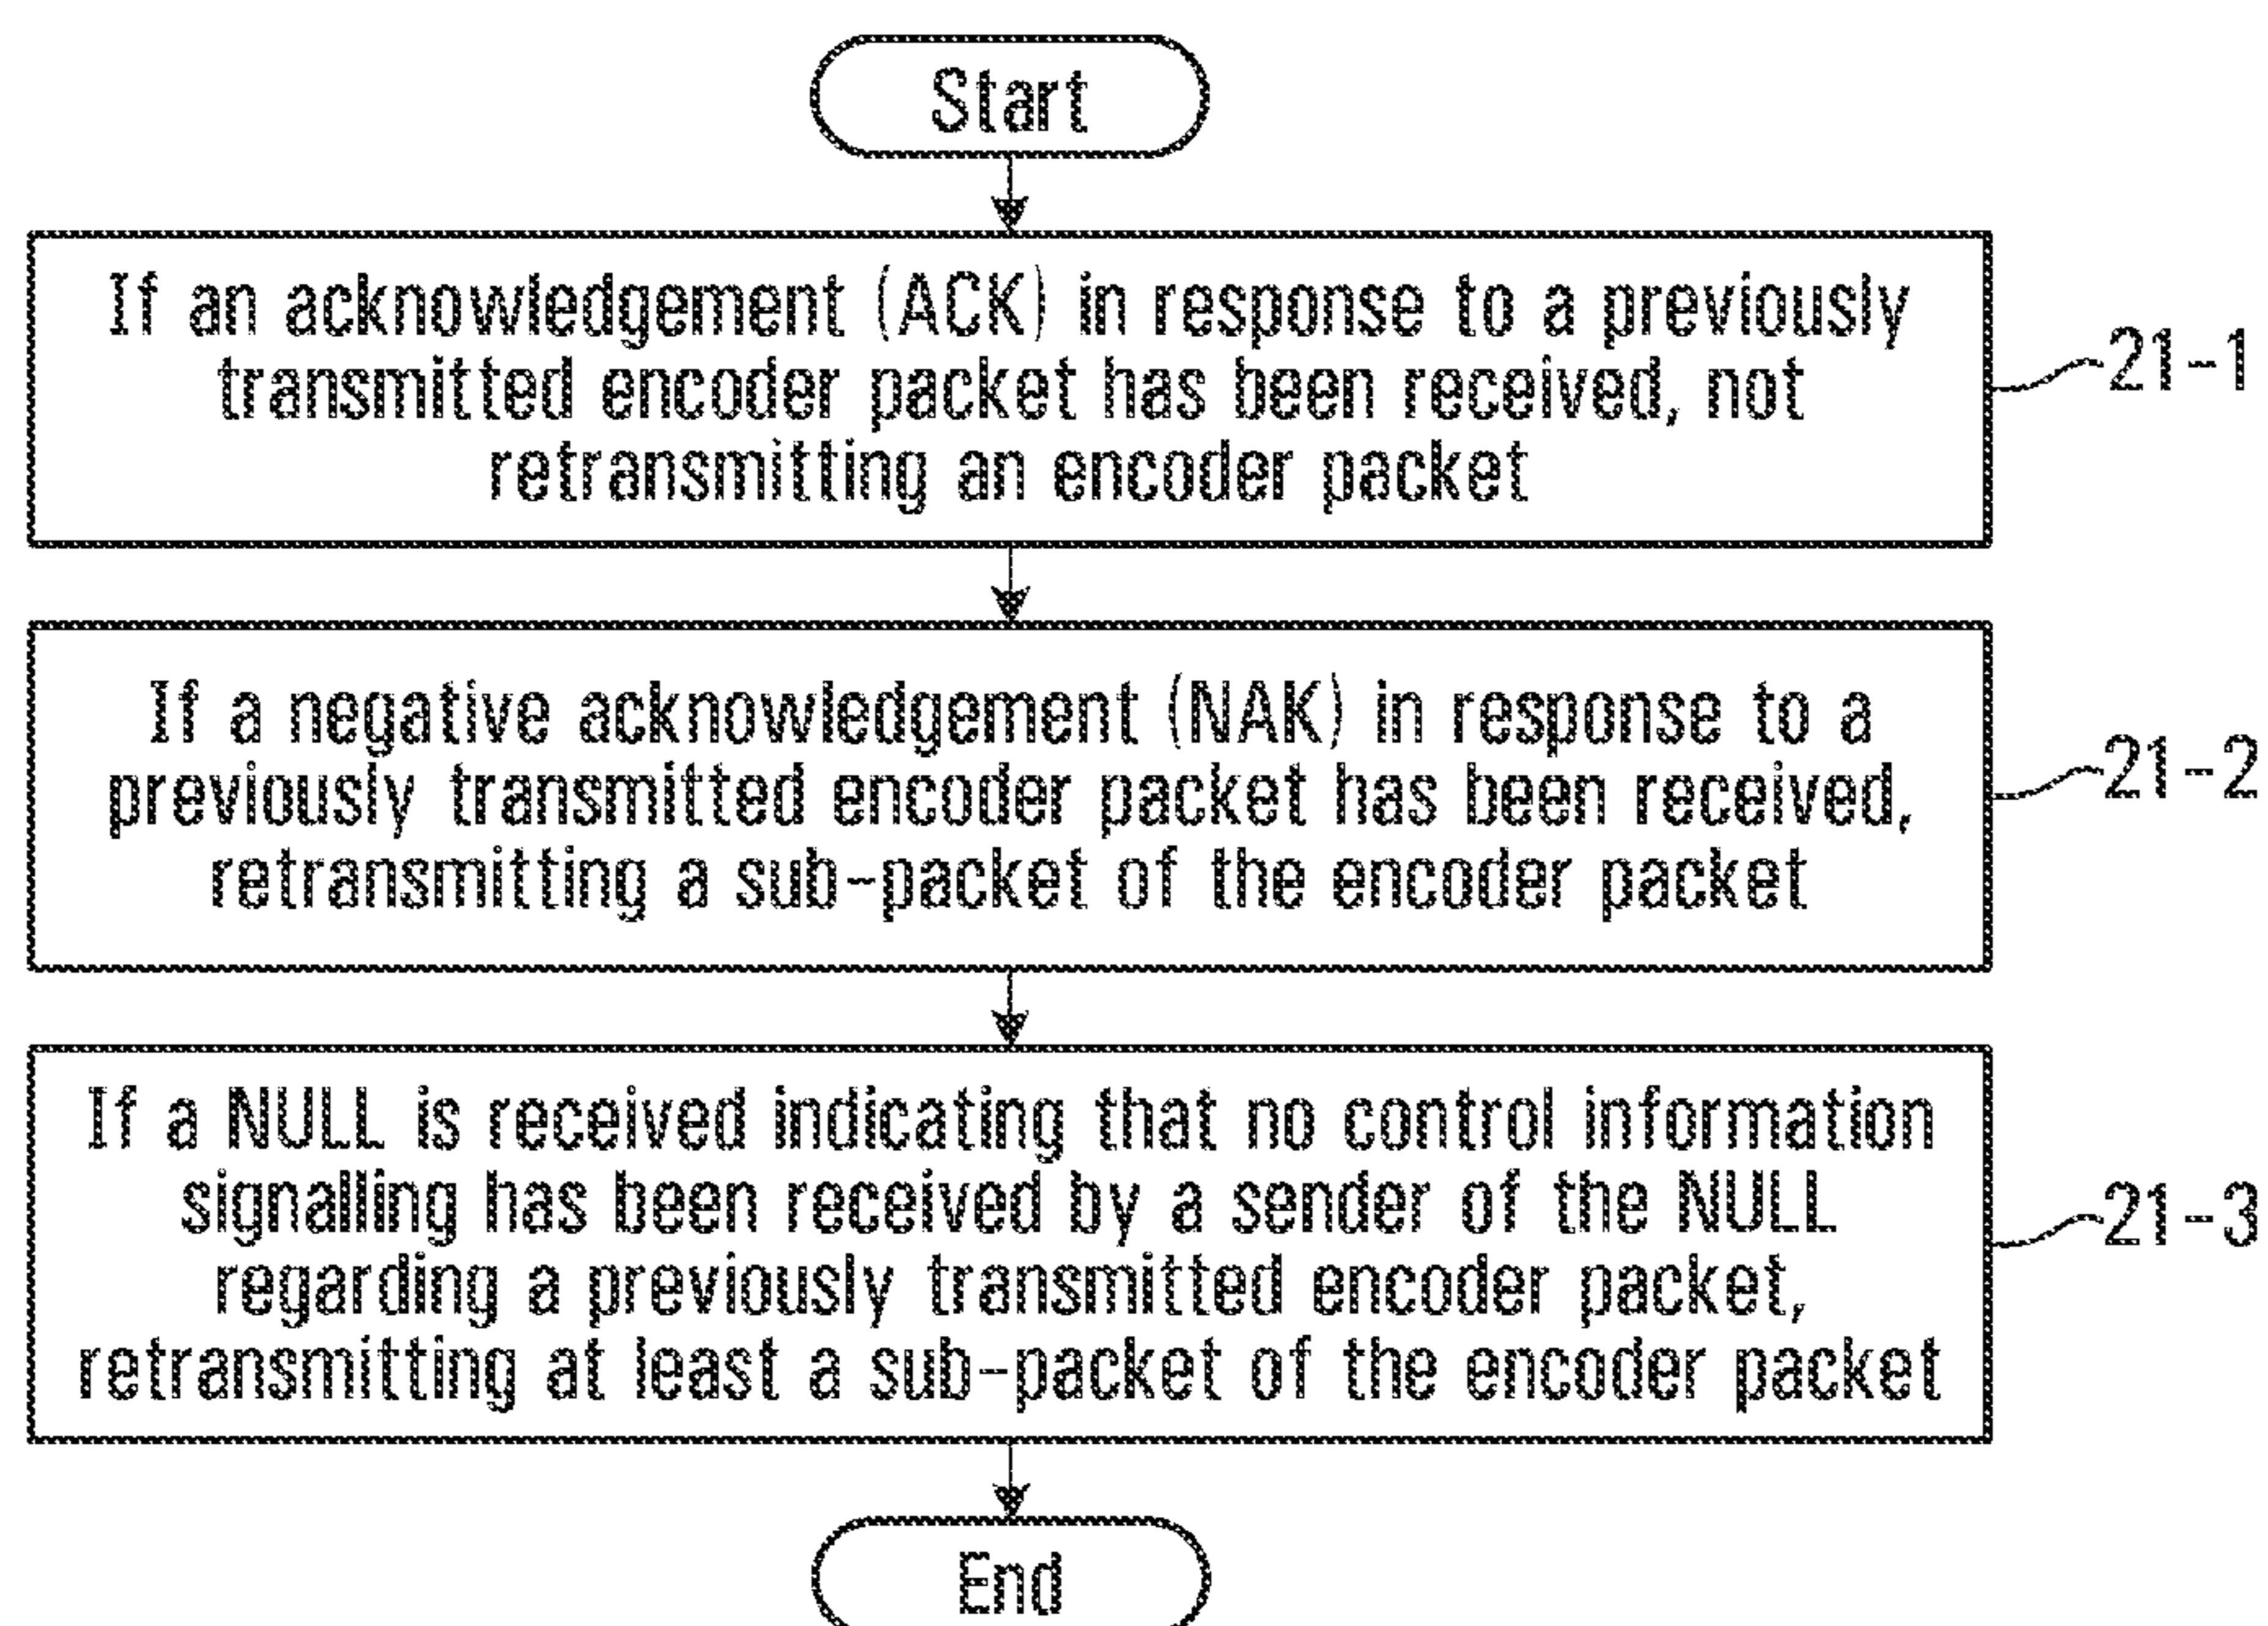 Start
If an acknowledgement (ACK) in response to a previously
transmitted encoder packet has been received, not
retransmitting an encoder packet
21-1
If a negative acknowledgement (NAK) in response to a
previously transmitted encoder packet has been received,
retransmitting a sub-packet of the encoder packet
21-2
If a NULL is received indicating that no control information
signalling has been received by a sender of the NULL
regarding a previously transmitted encoder packet,
retransmitting at least a sub-packet of the encoder packet
21-3
End